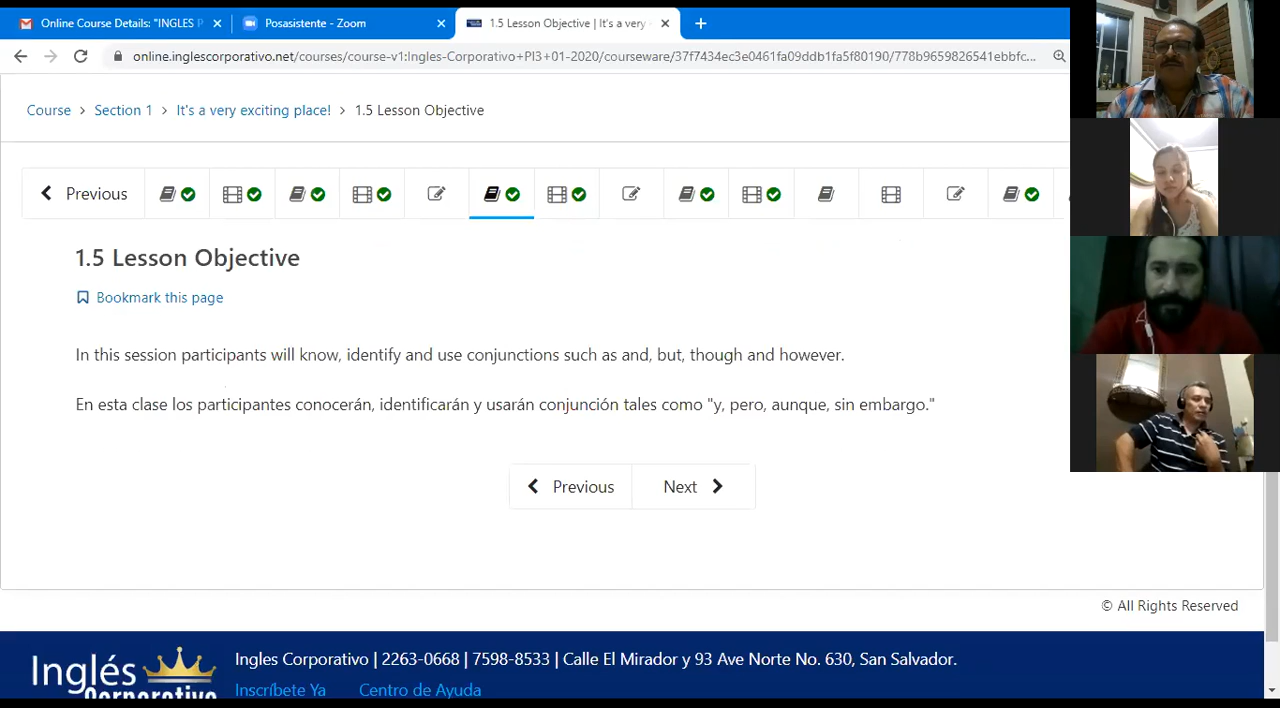 Online Course Details: "INGLES P
Posasistente - Zoom
1.5 Lesson Objective | It's a very
online.inglescorporativo.net/courses/course-v1:Ingles-Corporativo+PI3+01-2020/courseware/37f7434ec3e0461fa09ddb1fa5f80190/778b9659826541ebbfc...
Course > Section 1 > It's a very exciting place! > 1.5 Lesson Objective
Previous
1.5 Lesson Objective
Bookmark this page
In this session participants will know, identify and use conjunctions such as and, but, though and however.
En esta clase los participantes conocerán, identificarán y usarán conjunción tales como "y, pero, aunque, sin embargo."
Previous Next
© All Rights Reserved
Inglés Corporativo
Ingles Corporativo | 2263-0668 | 7598-8533 | Calle El Mirador y 93 Ave Norte No. 630, San Salvador.
Inscríbete Ya Centro de Ayuda